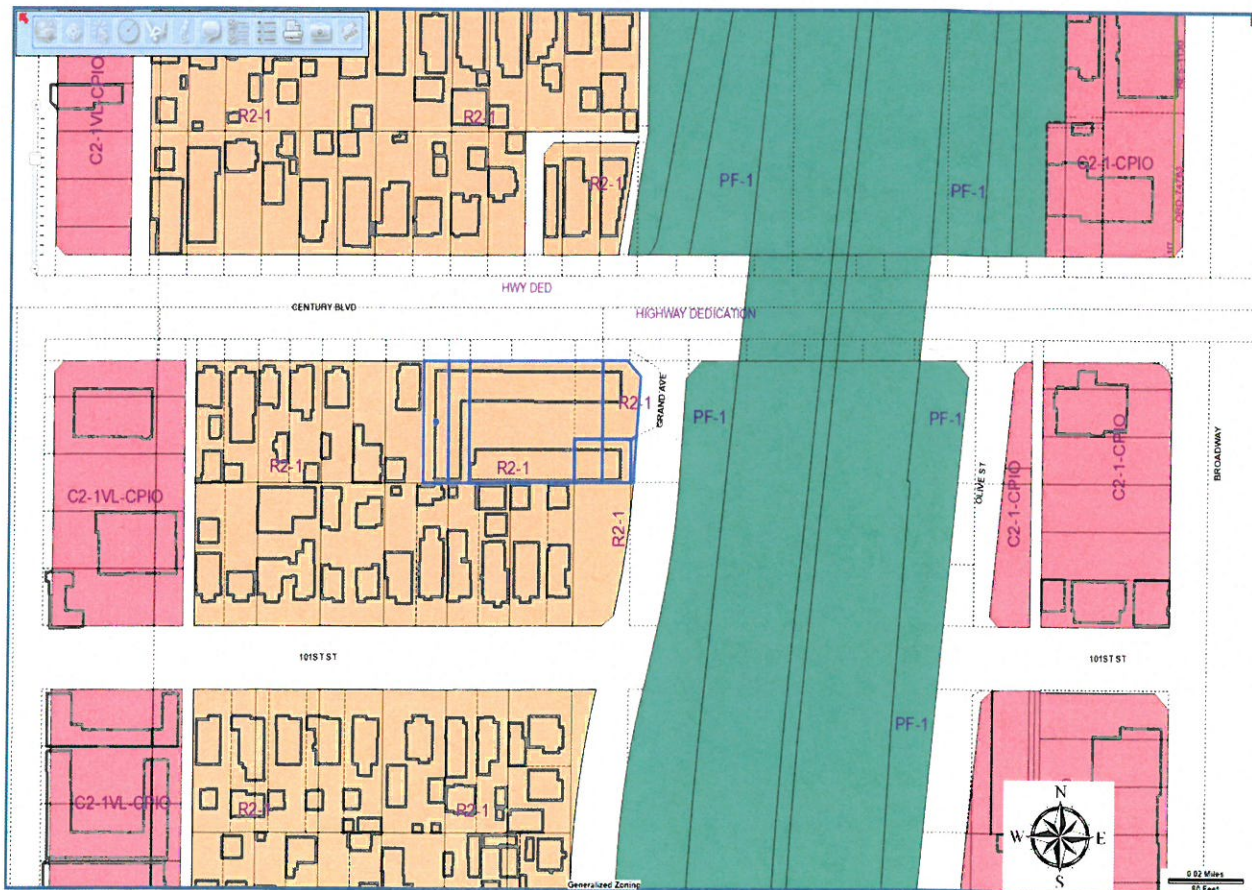 C2-1VL-CPIO
R2-1
R2-1
R2-1
PF-1
PF-1
C2-1-CPIO
HWY DED
CENTURY BLVD
HIGHWAY DEDICATION
R2-1
GRAND AVE
PF-1
PF-1
R2-1
R2-1
C2-1VL-CPIO
R2-1
OLIVE ST
C2-1-CPIO
C2-1-CPIO
BROADWAY
101ST ST
101ST ST
PF-1
C2-1VL-CPIO
R2-1
R2-1
N
W
E
S
Generalized Zoning
0.02 Miles